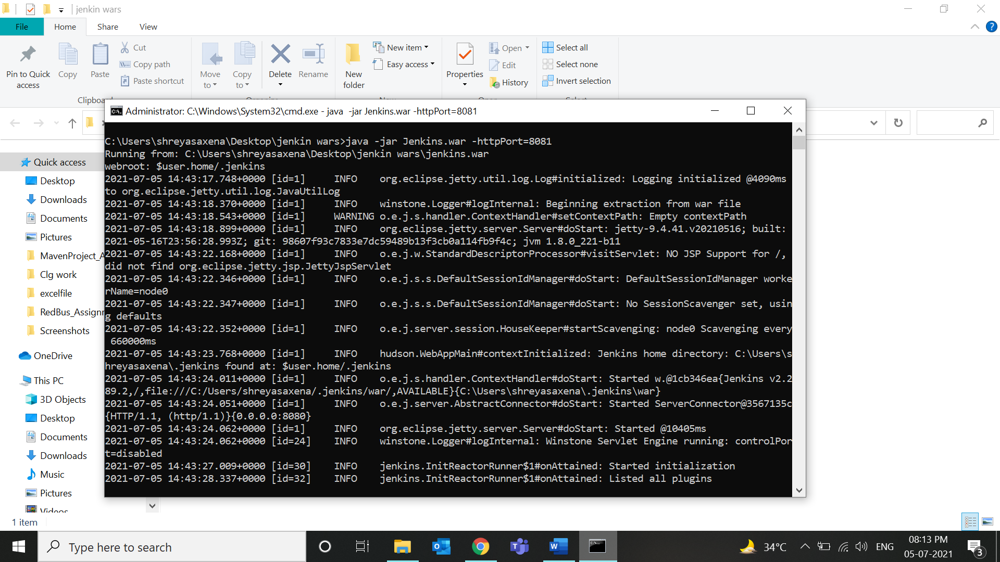 jenkin wars
File
Home
Share
View
Pin to Quick access
Copy
Paste
Cut
Copy path
Paste shortcut
Move to
Copy to
Delete
Rename
New folder
New item
Easy access
Properties
Open
Edit
History
Select all
Select none
Invert selection
Administrator: C:\Windows\System32\cmd.exe - java  -jar Jenkins.war -httpPort=8081
C:\Users\shreyasaxena\Desktop\jenkin wars>java -jar Jenkins.war -httpPort=8081
Running from: C:\Users\shreyasaxena\Desktop\jenkin wars\jenkins.war
webroot: $user.home/.jenkins
2021-07-05 14:43:17.748+0000 [id=1]     INFO    org.eclipse.jetty.util.log.Log#initialized: Logging initialized @4090ms
to org.eclipse.jetty.util.log.JavaUtilLog
2021-07-05 14:43:18.370+0000 [id=1]     INFO    winstone.Logger#logInternal: Beginning extraction from war file
2021-07-05 14:43:18.543+0000 [id=1]     WARNING o.e.j.s.handler.ContextHandler#setContextPath: Empty contextPath
2021-07-05 14:43:18.899+0000 [id=1]     INFO    org.eclipse.jetty.server.Server#doStart: jetty-9.4.41.v20210516; built:
2021-05-16T23:56:28.993Z; git: 98607f93c7833e7dc59489b13f3cb0a114fb9f4c; jvm 1.8.0_221-b11
2021-07-05 14:43:22.168+0000 [id=1]     INFO    o.e.j.w.StandardDescriptorProcessor#visitServlet: NO JSP Support for /,
did not find org.eclipse.jetty.jsp.JettyJspServlet
2021-07-05 14:43:22.346+0000 [id=1]     INFO    o.e.j.s.s.DefaultSessionIdManager#doStart: DefaultSessionIdManager worke
rName=node0
2021-07-05 14:43:22.347+0000 [id=1]     INFO    o.e.j.s.s.DefaultSessionIdManager#doStart: No SessionScavenger set, usin
g defaults
2021-07-05 14:43:22.352+0000 [id=1]     INFO    o.e.j.server.session.HouseKeeper#startScavenging: node0 Scavenging every
 660000ms
2021-07-05 14:43:23.768+0000 [id=1]     INFO    hudson.WebAppMain#contextInitialized: Jenkins home directory: C:\Users\s
hreyasaxena\.jenkins found at: $user.home/.jenkins
2021-07-05 14:43:24.011+0000 [id=1]     INFO    o.e.j.s.handler.ContextHandler#doStart: Started w.@1cb346ea{Jenkins v2.2
89.2,/,file:///C:/Users/shreyasaxena/.jenkins/war/,AVAILABLE}{C:\Users\shreyasaxena\.jenkins\war}
2021-07-05 14:43:24.051+0000 [id=1]     INFO    o.e.j.server.AbstractConnector#doStart: Started ServerConnector@3567135c
{HTTP/1.1, (http/1.1)}{0.0.0.0:8080}
2021-07-05 14:43:24.062+0000 [id=1]     INFO    org.eclipse.jetty.server.Server#doStart: Started @10405ms
2021-07-05 14:43:24.062+0000 [id=24]    INFO    winstone.Logger#logInternal: Winstone Servlet Engine running: controlPor
t=disabled
2021-07-05 14:43:27.009+0000 [id=30]    INFO    jenkins.InitReactorRunner$1#onAttained: Started initialization
2021-07-05 14:43:28.337+0000 [id=32]    INFO    jenkins.InitReactorRunner$1#onAttained: Listed all plugins
Quick access
Desktop
Downloads
Documents
Pictures
MavenProject_A
Clg work
excelfile
RedBus_Assignm
Screenshots
OneDrive
This PC
3D Objects
Desktop
Documents
Downloads
Music
Pictures
Videos
1 item
Type here to search
34°C
ENG
08:13 PM
05-07-2021
3